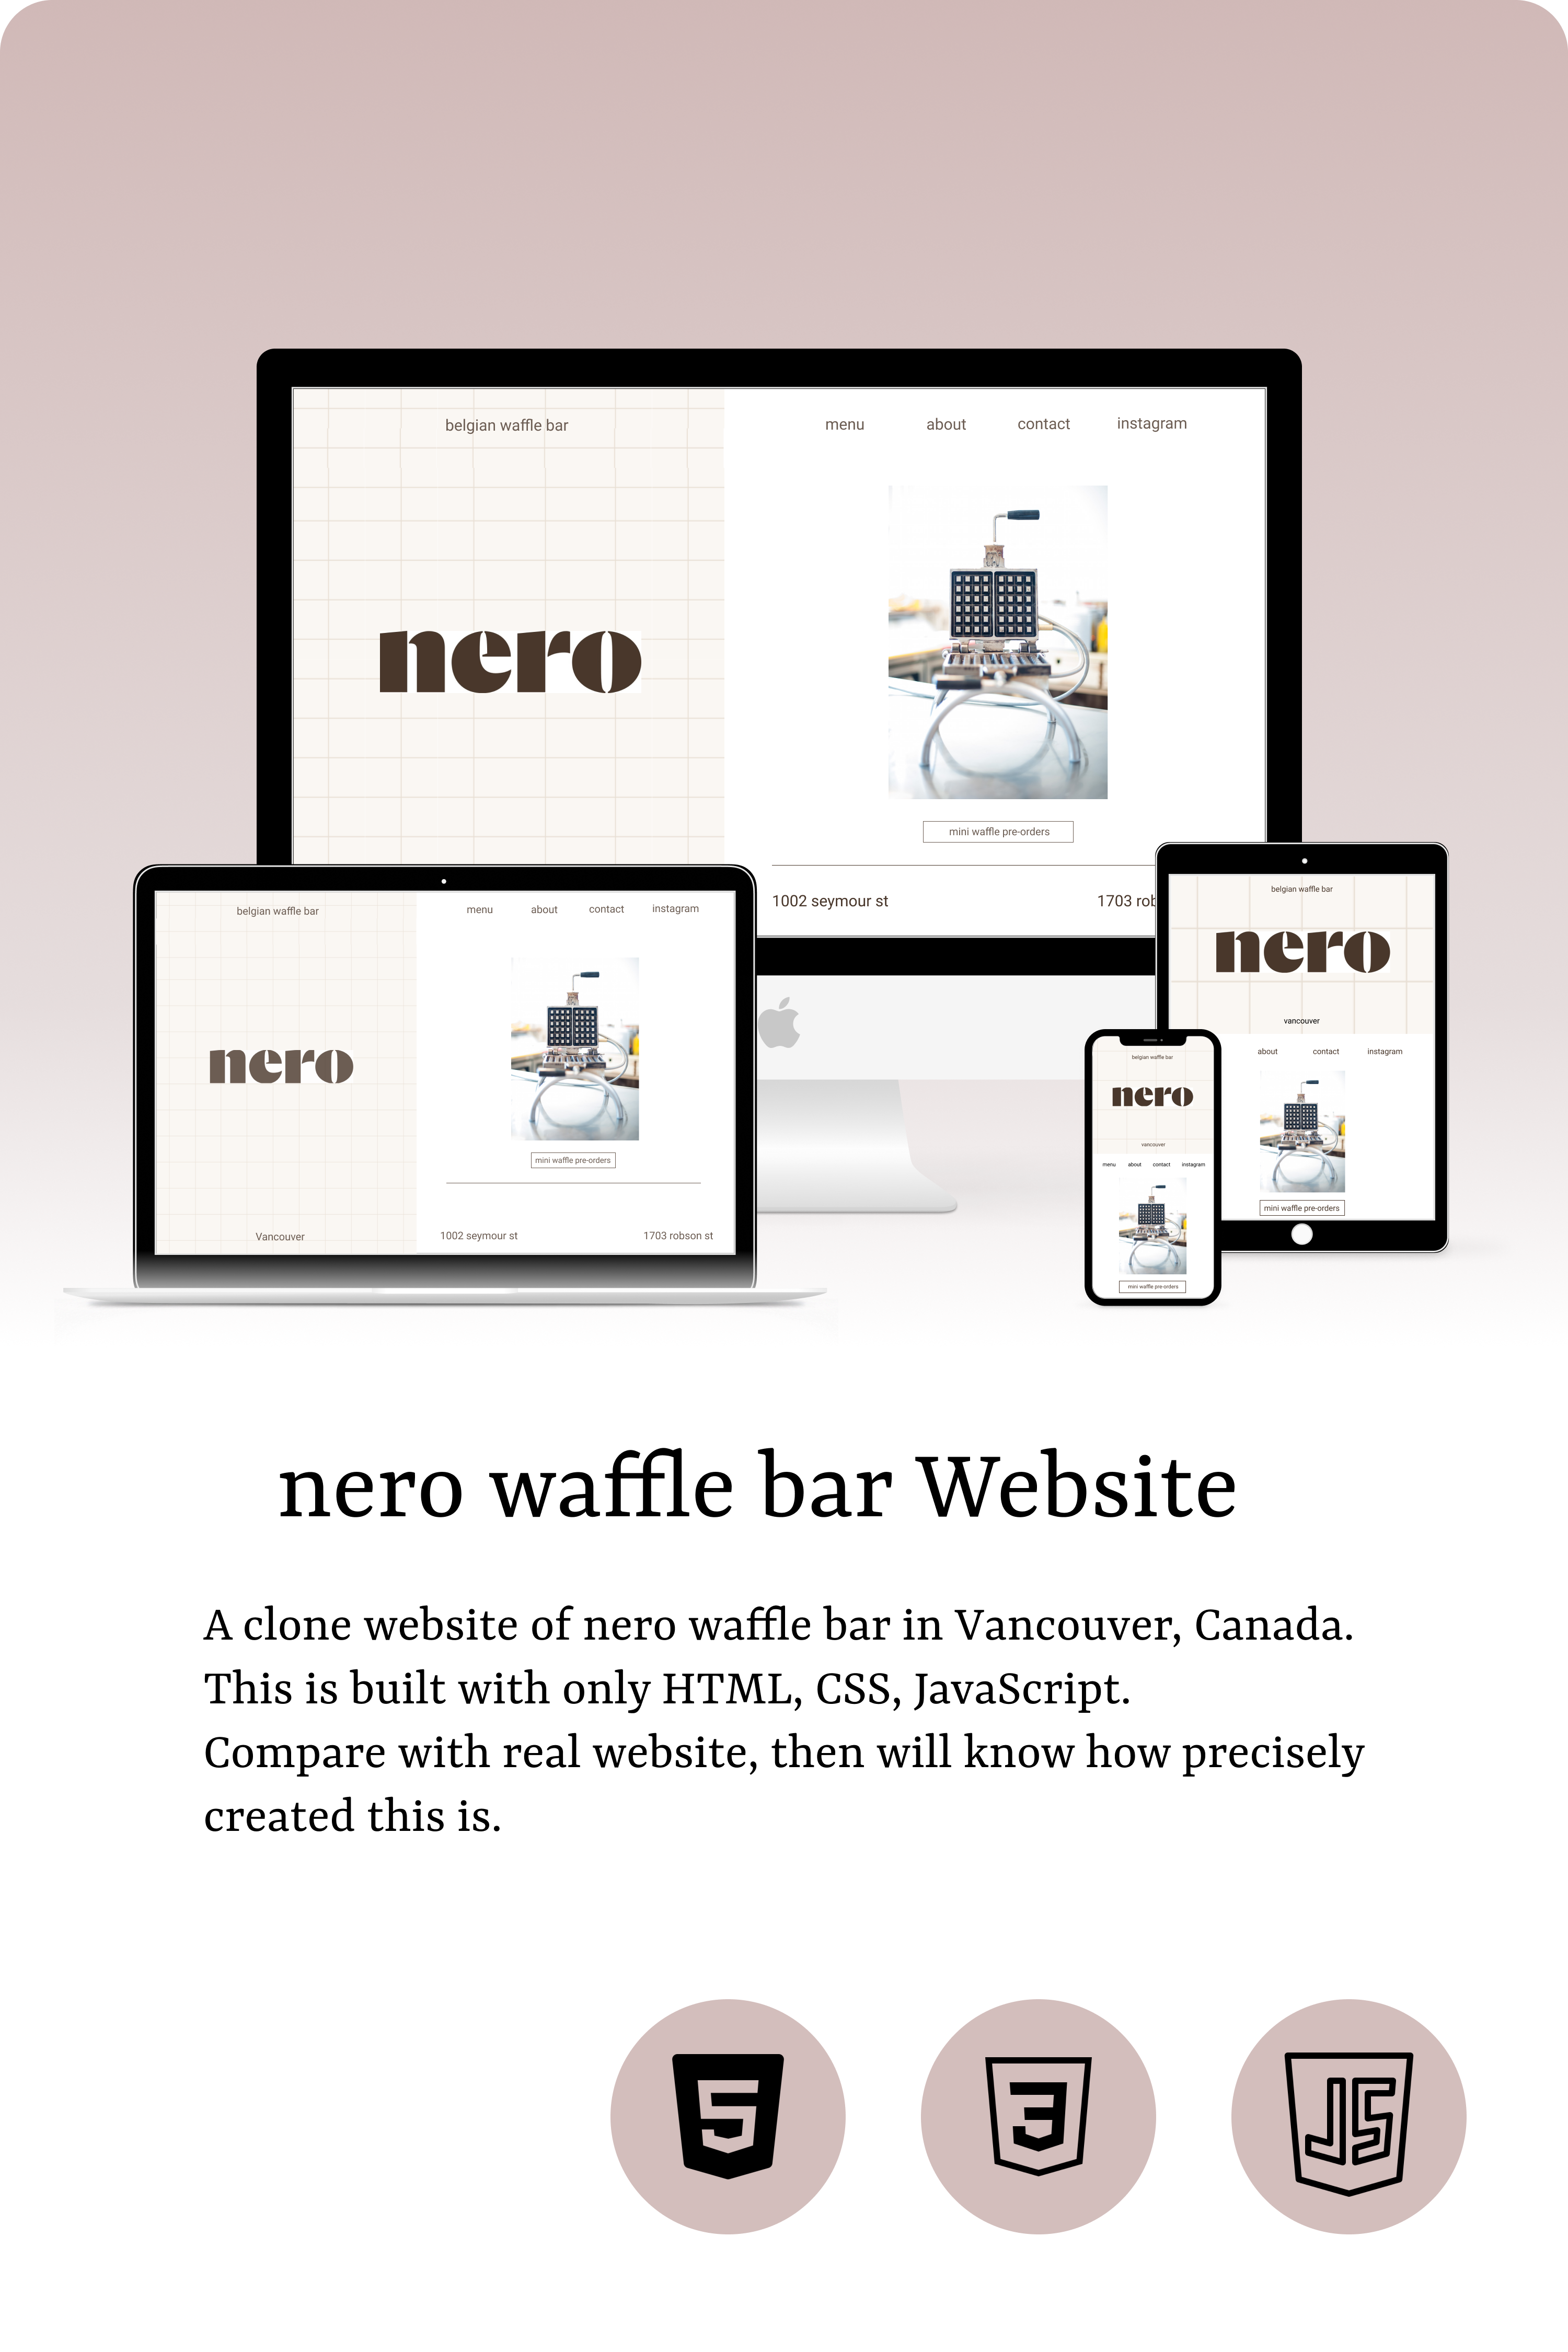 belgian waffle bar
menu about contact instagram
nero
mini waffle pre-orders
1002 seymour st 1703 rob
belgian waffle bar
menu about contact instagram
nero
mini waffle pre-orders
Vancouver 1002 seymour st 1703 robson st
belgian waffle bar
nero
vancouver
about contact instagram
mini waffle pre-orders
belgian waffle bar
nero
vancouver
menu about contact instagram
mini waffle pre-orders
nero waffle bar Website
A clone website of nero waffle bar in Vancouver, Canada.
This is built with only HTML, CSS, JavaScript.
Compare with real website, then will know how precisely
created this is.
5 3 JS